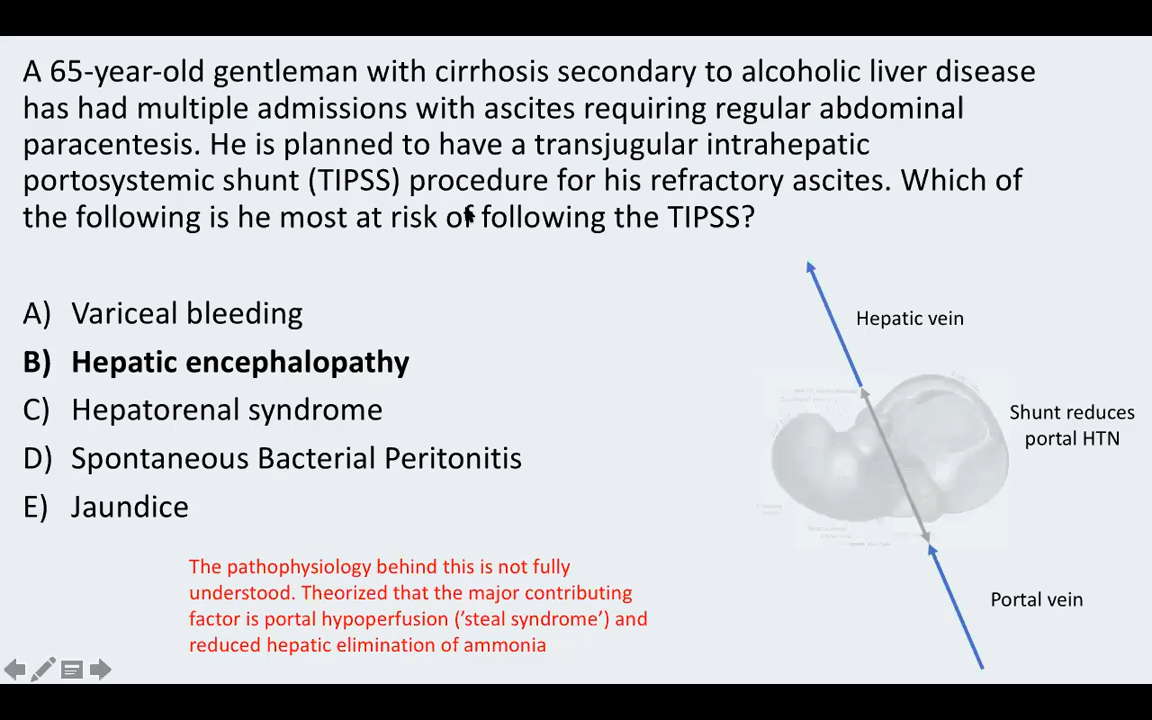 A 65-year-old gentleman with cirrhosis secondary to alcoholic liver disease
has had multiple admissions with ascites requiring regular abdominal
paracentesis. He is planned to have a transjugular intrahepatic
portosystemic shunt (TIPSS) procedure for his refractory ascites. Which of
the following is he most at risk of following the TIPSS?
A) Variceal bleeding
B) Hepatic encephalopathy
C) Hepatorenal syndrome
D) Spontaneous Bacterial Peritonitis
E) Jaundice
Hepatic vein
Shunt reduces
portal HTN
Portal vein
The pathophysiology behind this is not fully
understood. Theorized that the major contributing
factor is portal hypoperfusion (’steal syndrome’) and
reduced hepatic elimination of ammonia